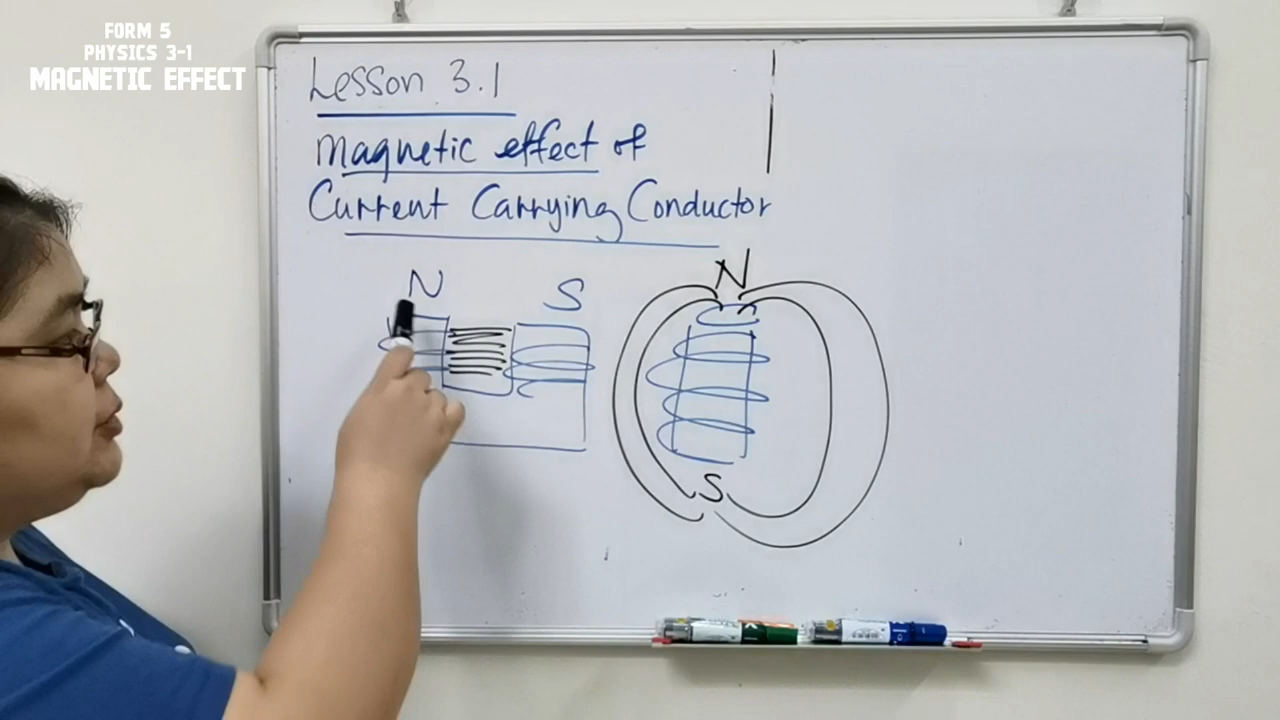 FORM 5
PHYSICS 3-1
MAGNETIC EFFECT
Lesson 3.1
Magnetic effect of
Current Carrying Conductor
N
S
N
S